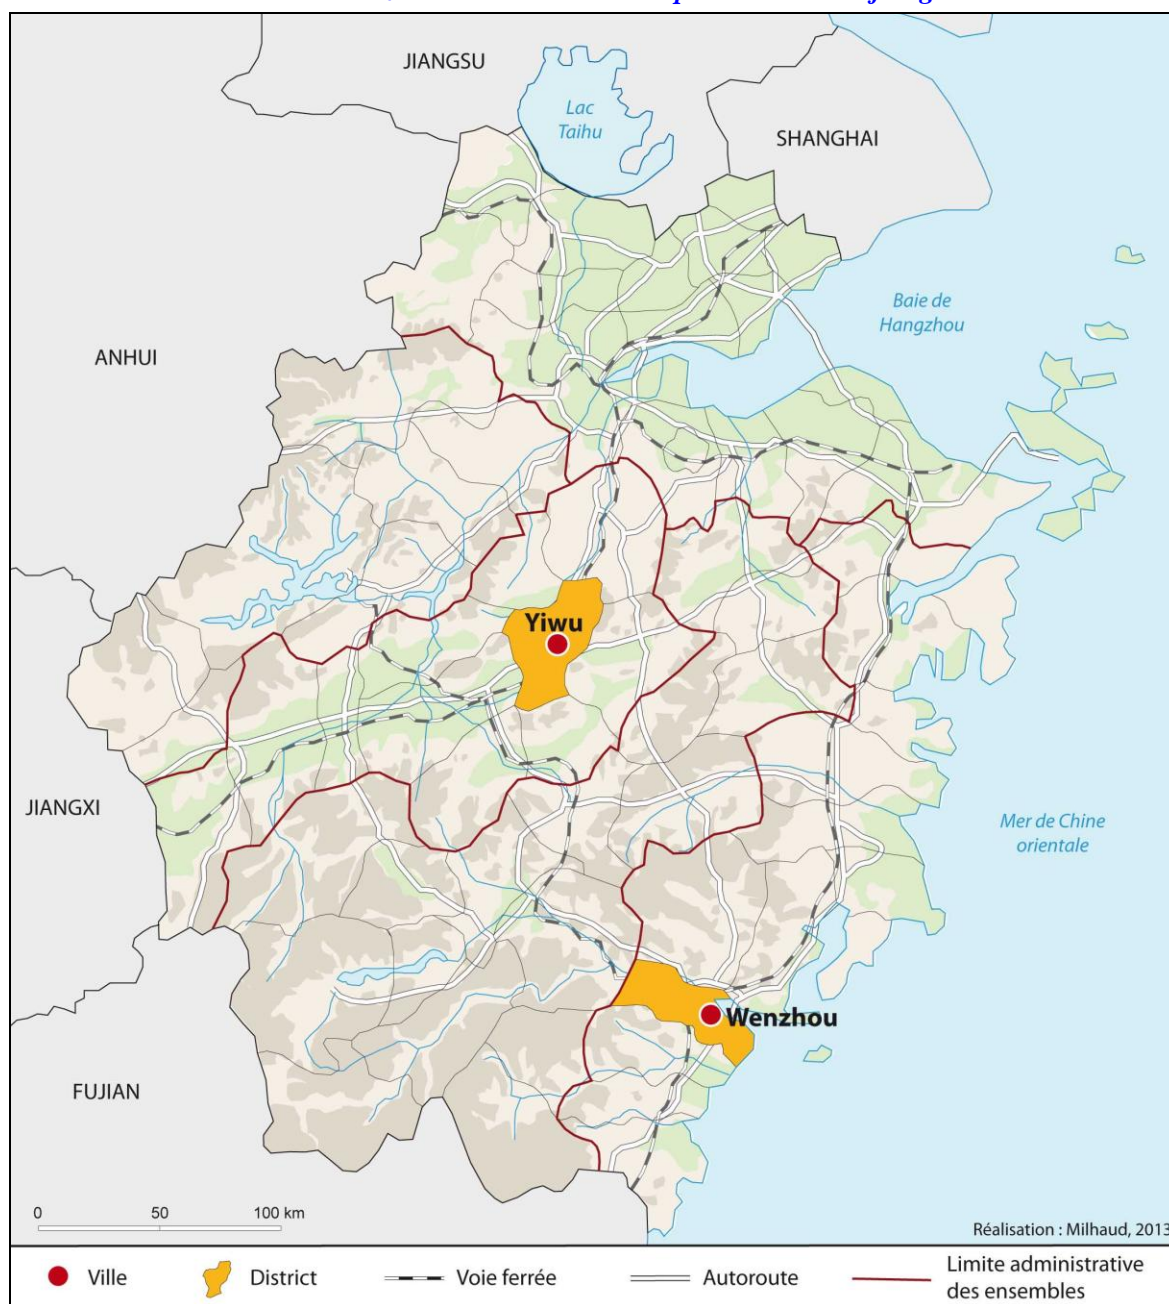 JIANGSU
Lac
Taihu
SHANGHAI
Baie de
Hangzhou
ANHUI
Yiwu
JIANGXI
Mer de Chine
orientale
Wenzhou
FUJIAN
0 50 100 km
Réalisation : Milhaud, 2013
Ville
District
Voie ferrée
Autoroute
Limite administrative
des ensembles